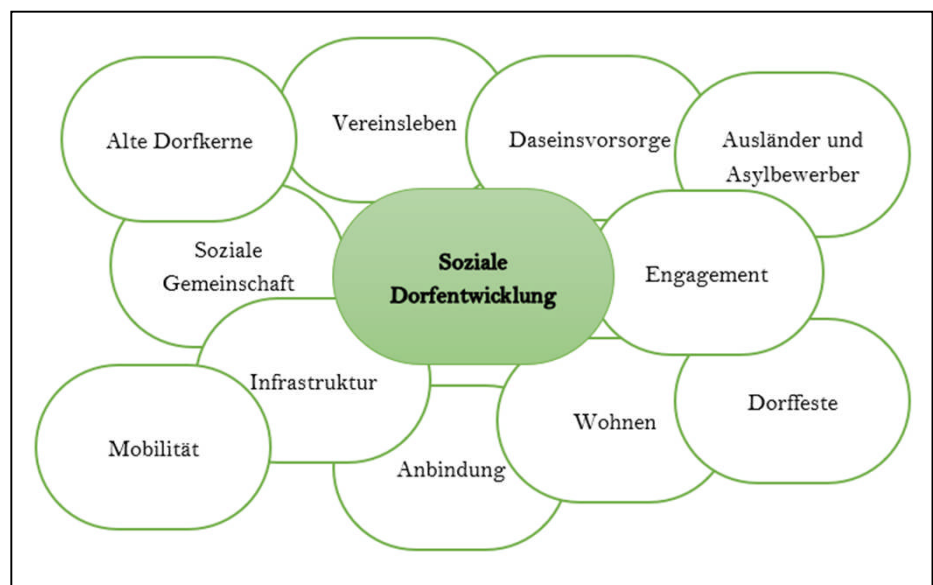 Alte Dorfkerne
Vereinsleben
Daseinsvorsorge
Ausländer und
Asylbewerber
Soziale
Gemeinschaft
Soziale
Dorfentwicklung
Engagement
Infrastruktur
Mobilität
Anbindung
Wohnen
Dorffeste